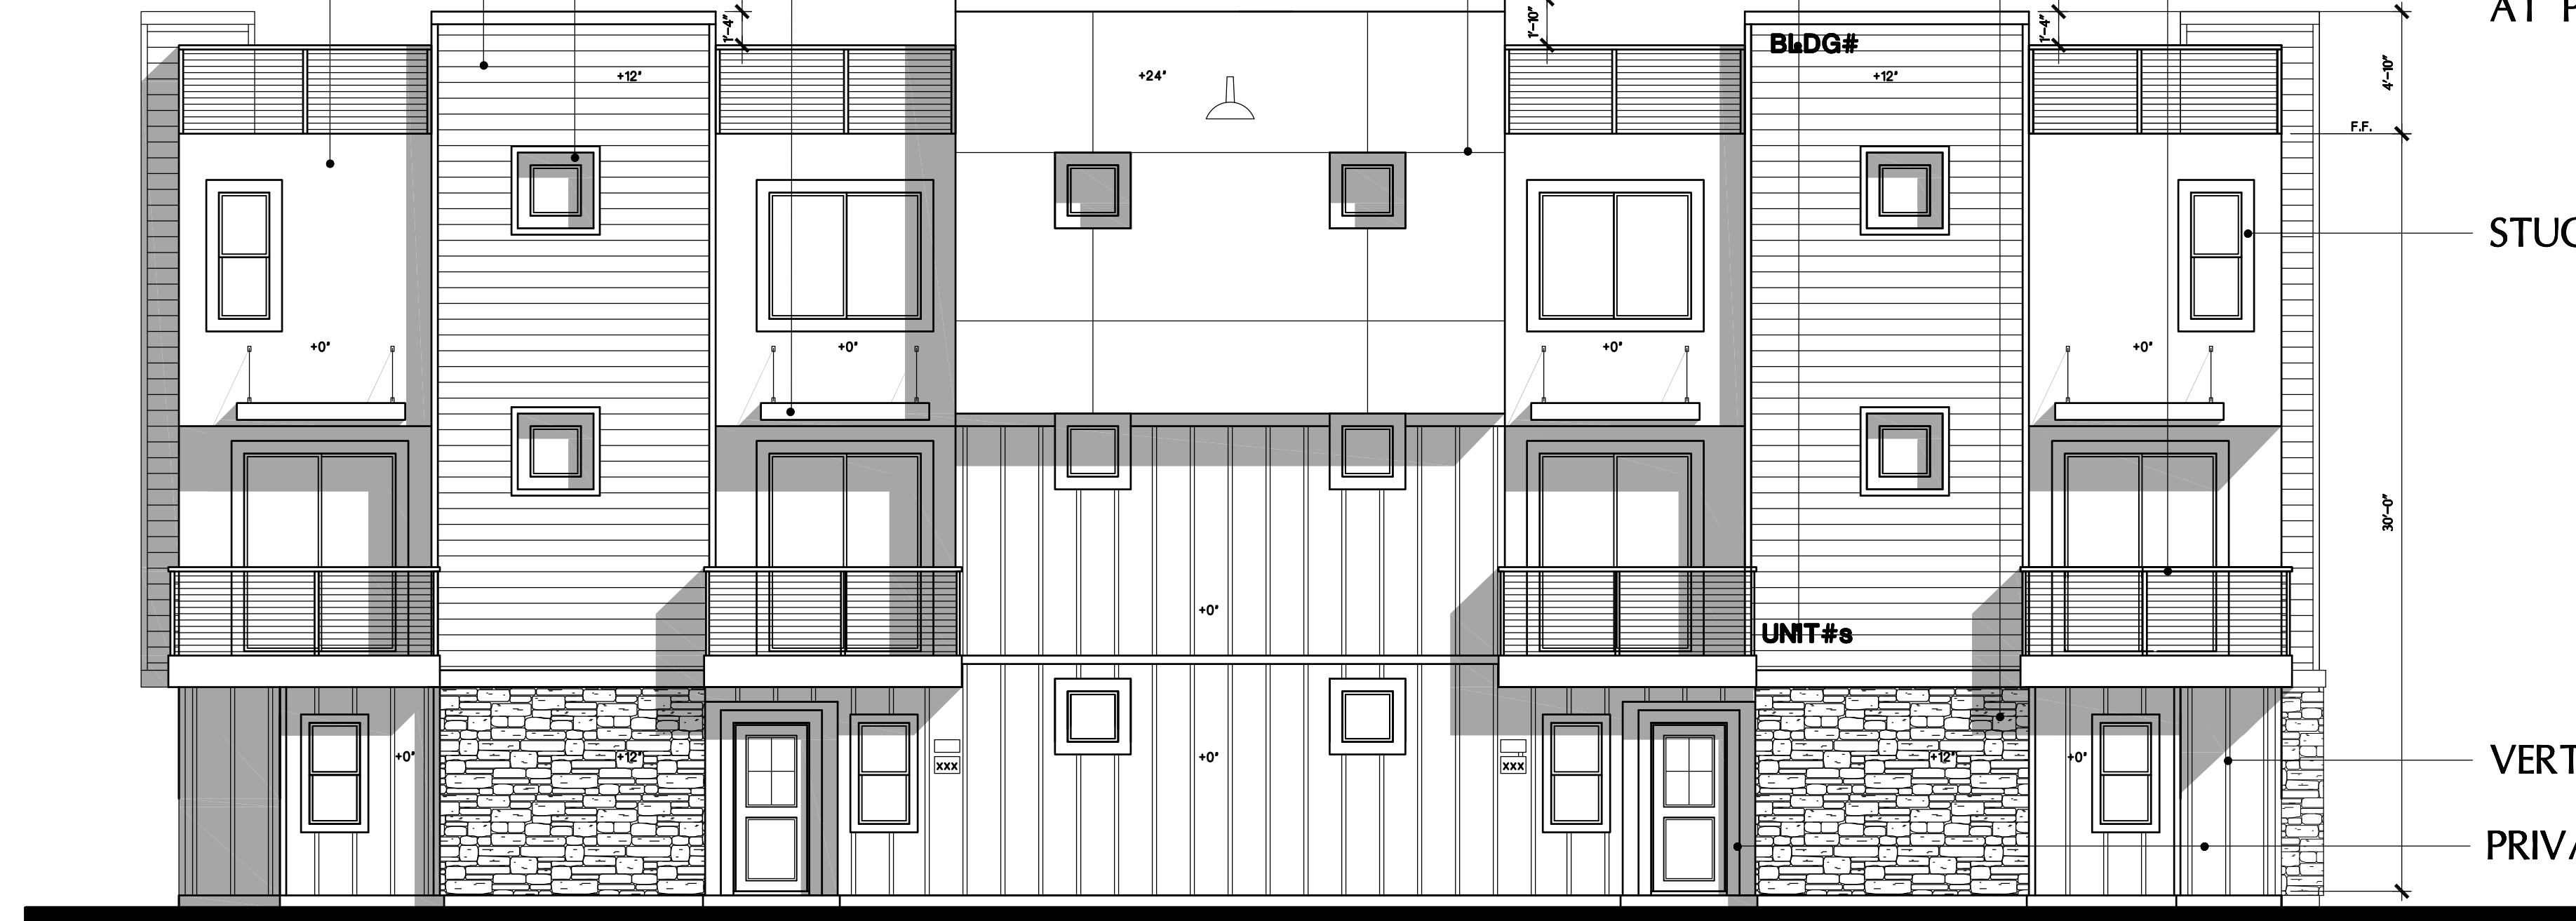 AT P
1'-4"
1'-10"
1'-4"
BLDG#
+12"
+24"
+12"
4'-10"
F.F.
STUC
+0"
+0"
+0"
+0"
30'-0"
+0"
UNIT#s
+0"
+12"
+0"
+12"
+0"
XXX
XXX
VERT
PRIVA